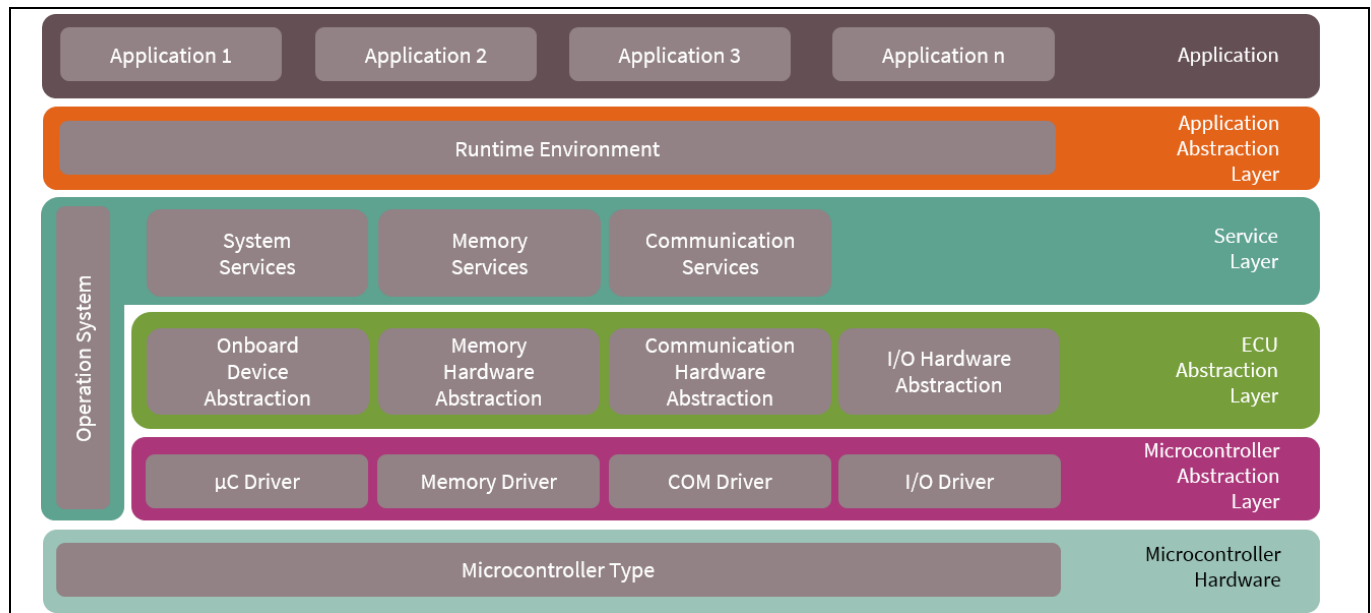 Application 1
Application 2
Application 3
Application n
Application
Runtime Environment
Application
Abstraction
Layer
Operation System
System
Services
Memory
Services
Communication
Services
Service
Layer
Onboard
Device
Abstraction
Memory
Hardware
Abstraction
Communication
Hardware
Abstraction
I/O Hardware
Abstraction
ECU
Abstraction
Layer
µC Driver
Memory Driver
COM Driver
I/O Driver
Microcontroller
Abstraction
Layer
Microcontroller Type
Microcontroller
Hardware